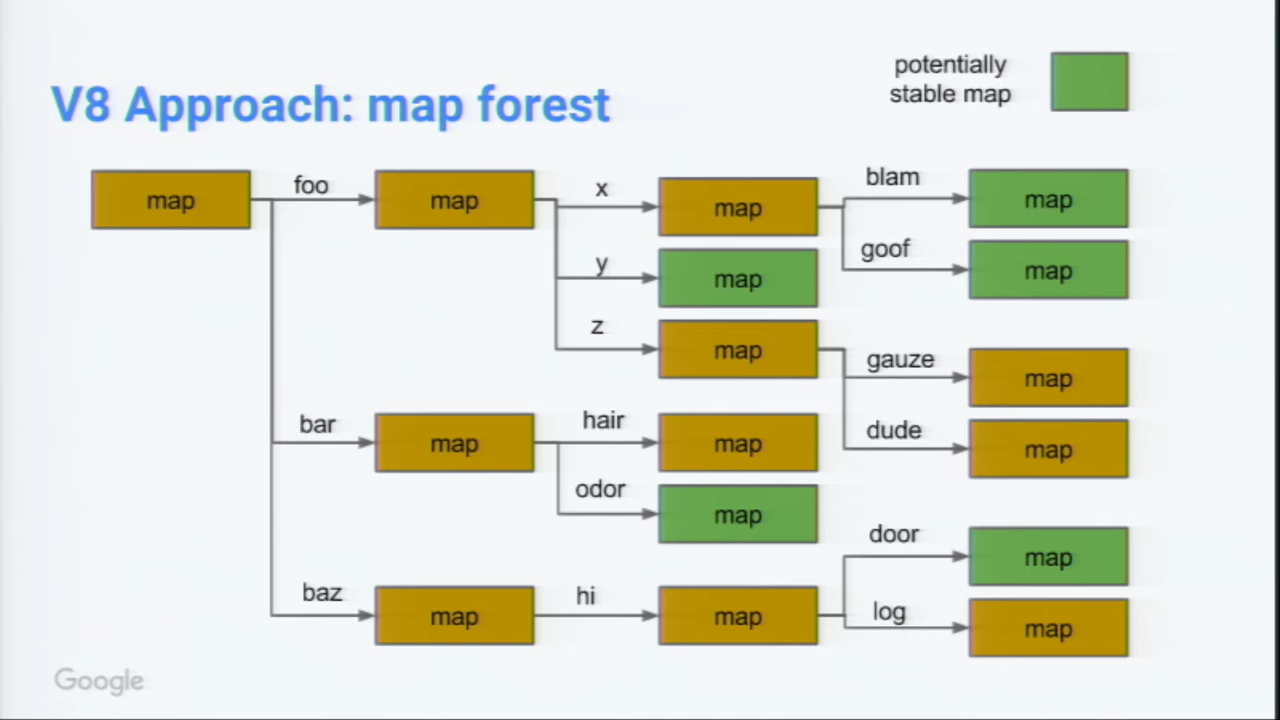 potentially
stable map
V8 Approach: map forest
map
foo
map
x
map
blam
map
goof
map
y
map
z
map
gauze
map
dude
map
bar
map
hair
map
odor
map
door
map
baz
map
hi
map
log
map
Google